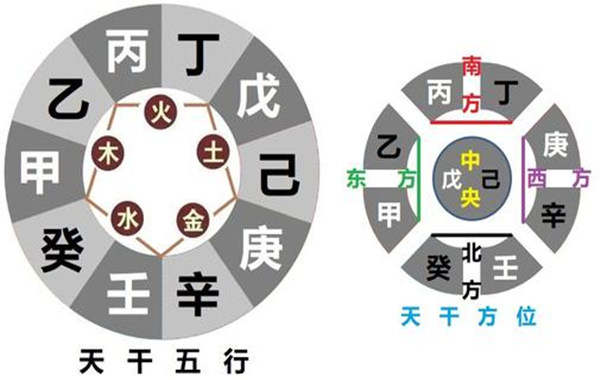 甲
乙
丙
丁
戊
己
庚
辛
壬
癸
木
火
土
金
水
天干五行
南方
丙
丁
东方
乙
甲
中央
戊
己
西方
庚
辛
北方
癸
壬
天干方位